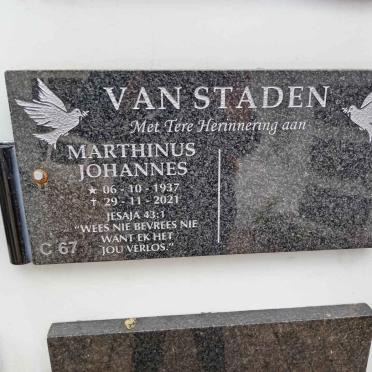 VAN STADEN
Met Tere Herinnering aan
MARTHINUS
JOHANNES
★ 06 - 10 - 1937
✝ 29 - 11 - 2021
JESAJA 43:1
"WEES NIE BEVREES NIE
WANT EK HET
JOU VERLOS."
C 67